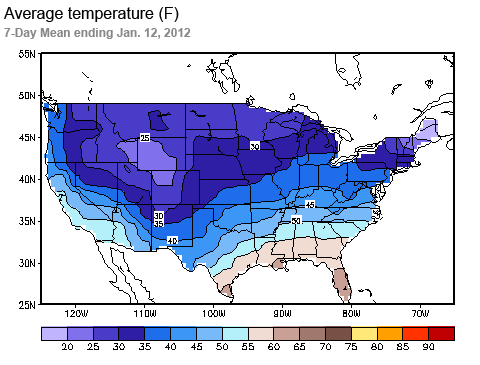 Average temperature (F)
7-Day Mean ending Jan. 12, 2012
55N
50N
45N
40N
35N
30N
25N
25
30
30
35
40
45
50
120W
110W
100W
90W
80W
70W
20 25 30 35 40 45 50 55 60 65 70 75 80 85 90